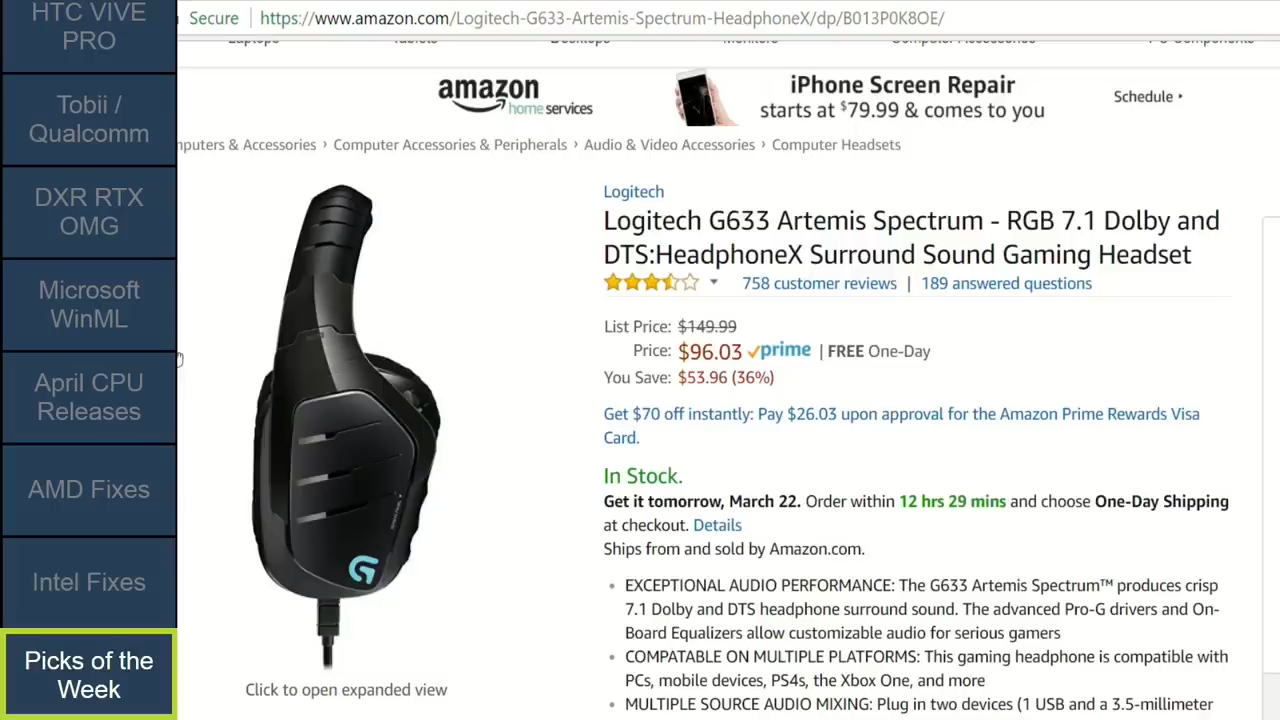 HTC VIVE
PRO
Tobii /
Qualcomm
DXR RTX
OMG
Microsoft
WinML
April CPU
Releases
AMD Fixes
Intel Fixes
Picks of the
Week
Secure | https://www.amazon.com/Logitech-G633-Artemis-Spectrum-HeadphoneX/dp/B013P0K8OE/
Laptops Tablets Desktops Monitors Computer Accessories PC Components
amazon
home services
iPhone Screen Repair
starts at $79.99 & comes to you
Schedule ▸
nputers & Accessories › Computer Accessories & Peripherals › Audio & Video Accessories › Computer Headsets
Logitech
Logitech G633 Artemis Spectrum - RGB 7.1 Dolby and
DTS:HeadphoneX Surround Sound Gaming Headset
758 customer reviews | 189 answered questions
List Price: $149.99
Price: $96.03 ✓prime | FREE One-Day
You Save: $53.96 (36%)
Get $70 off instantly: Pay $26.03 upon approval for the Amazon Prime Rewards Visa
Card.
In Stock.
Get it tomorrow, March 22. Order within 12 hrs 29 mins and choose One-Day Shipping
at checkout. Details
Ships from and sold by Amazon.com.
• EXCEPTIONAL AUDIO PERFORMANCE: The G633 Artemis Spectrum™ produces crisp
7.1 Dolby and DTS headphone surround sound. The advanced Pro-G drivers and On-
Board Equalizers allow customizable audio for serious gamers
• COMPATABLE ON MULTIPLE PLATFORMS: This gaming headphone is compatible with
PCs, mobile devices, PS4s, the Xbox One, and more
• MULTIPLE SOURCE AUDIO MIXING: Plug in two devices (1 USB and a 3.5-millimeter
Click to open expanded view